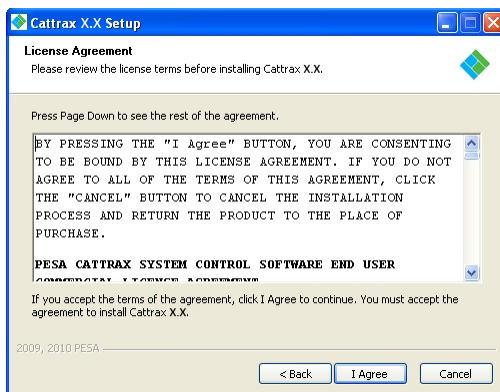 Cattrax X.X Setup
License Agreement
Please review the license terms before installing Cattrax X.X.
Press Page Down to see the rest of the agreement.
BY PRESSING THE "I Agree" BUTTON, YOU ARE CONSENTING
TO BE BOUND BY THIS LICENSE AGREEMENT. IF YOU DO NOT
AGREE TO ALL OF THE TERMS OF THIS AGREEMENT, CLICK
THE "CANCEL" BUTTON TO CANCEL THE INSTALLATION
PROCESS AND RETURN THE PRODUCT TO THE PLACE OF
PURCHASE.
PESA CATTRAX SYSTEM CONTROL SOFTWARE END USER
COMMERCIAL LICENSE AGREEMENT
If you accept the terms of the agreement, click I Agree to continue. You must accept the
agreement to install Cattrax X.X.
2009, 2010 PESA
< Back I Agree Cancel